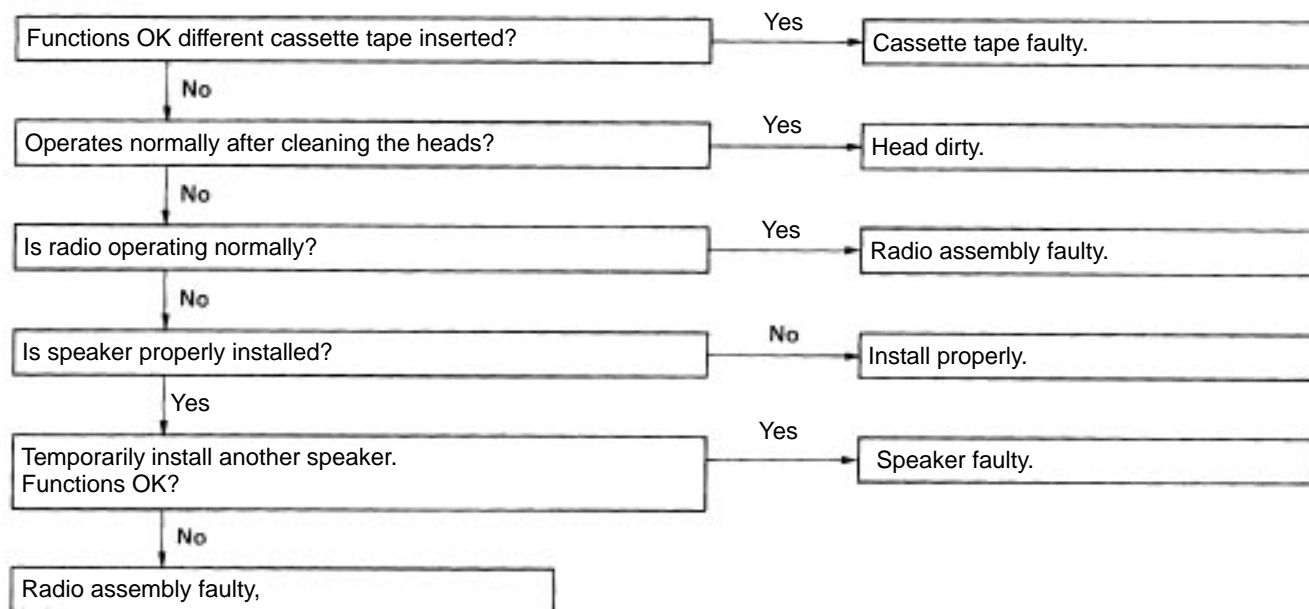 Functions OK different cassette tape inserted?
Yes
Cassette tape faulty.
No
Operates normally after cleaning the heads?
Yes
Head dirty.
No
Is radio operating normally?
Yes
Radio assembly faulty.
No
Is speaker properly installed?
No
Install properly.
Yes
Temporarily install another speaker.
Functions OK?
Yes
Speaker faulty.
No
Radio assembly faulty,